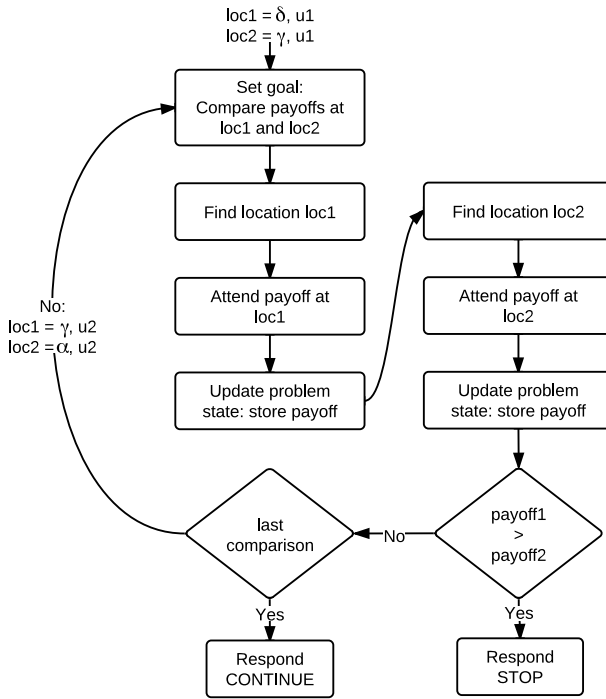 loc1 = δ, u1
loc2 = γ, u1
Set goal:
Compare payoffs at
loc1 and loc2
Find location loc1
Attend payoff at
loc1
Update problem
state: store payoff
Find location loc2
Attend payoff at
loc2
Update problem
state: store payoff
payoff1
>
payoff2
No
last
comparison
No:
loc1 = γ, u2
loc2 =α, u2
Yes
Respond
CONTINUE
Yes
Respond
STOP